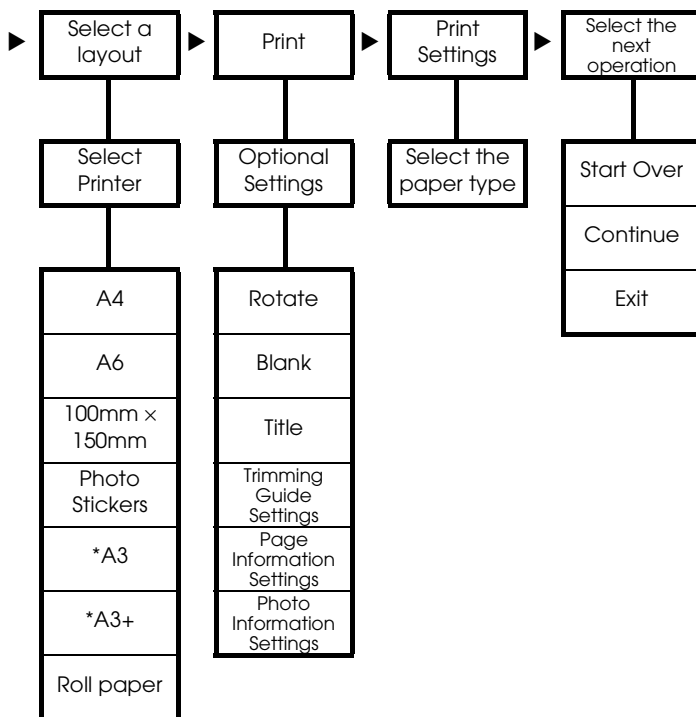 Select a
layout
Print
Print
Settings
Select the
next
operation
Select
Printer
Optional
Settings
Select the
paper type
Start Over
Continue
Exit
A4
A6
100mm ×
150mm
Photo
Stickers
*A3
*A3+
Roll paper
Rotate
Blank
Title
Trimming
Guide
Settings
Page
Information
Settings
Photo
Information
Settings